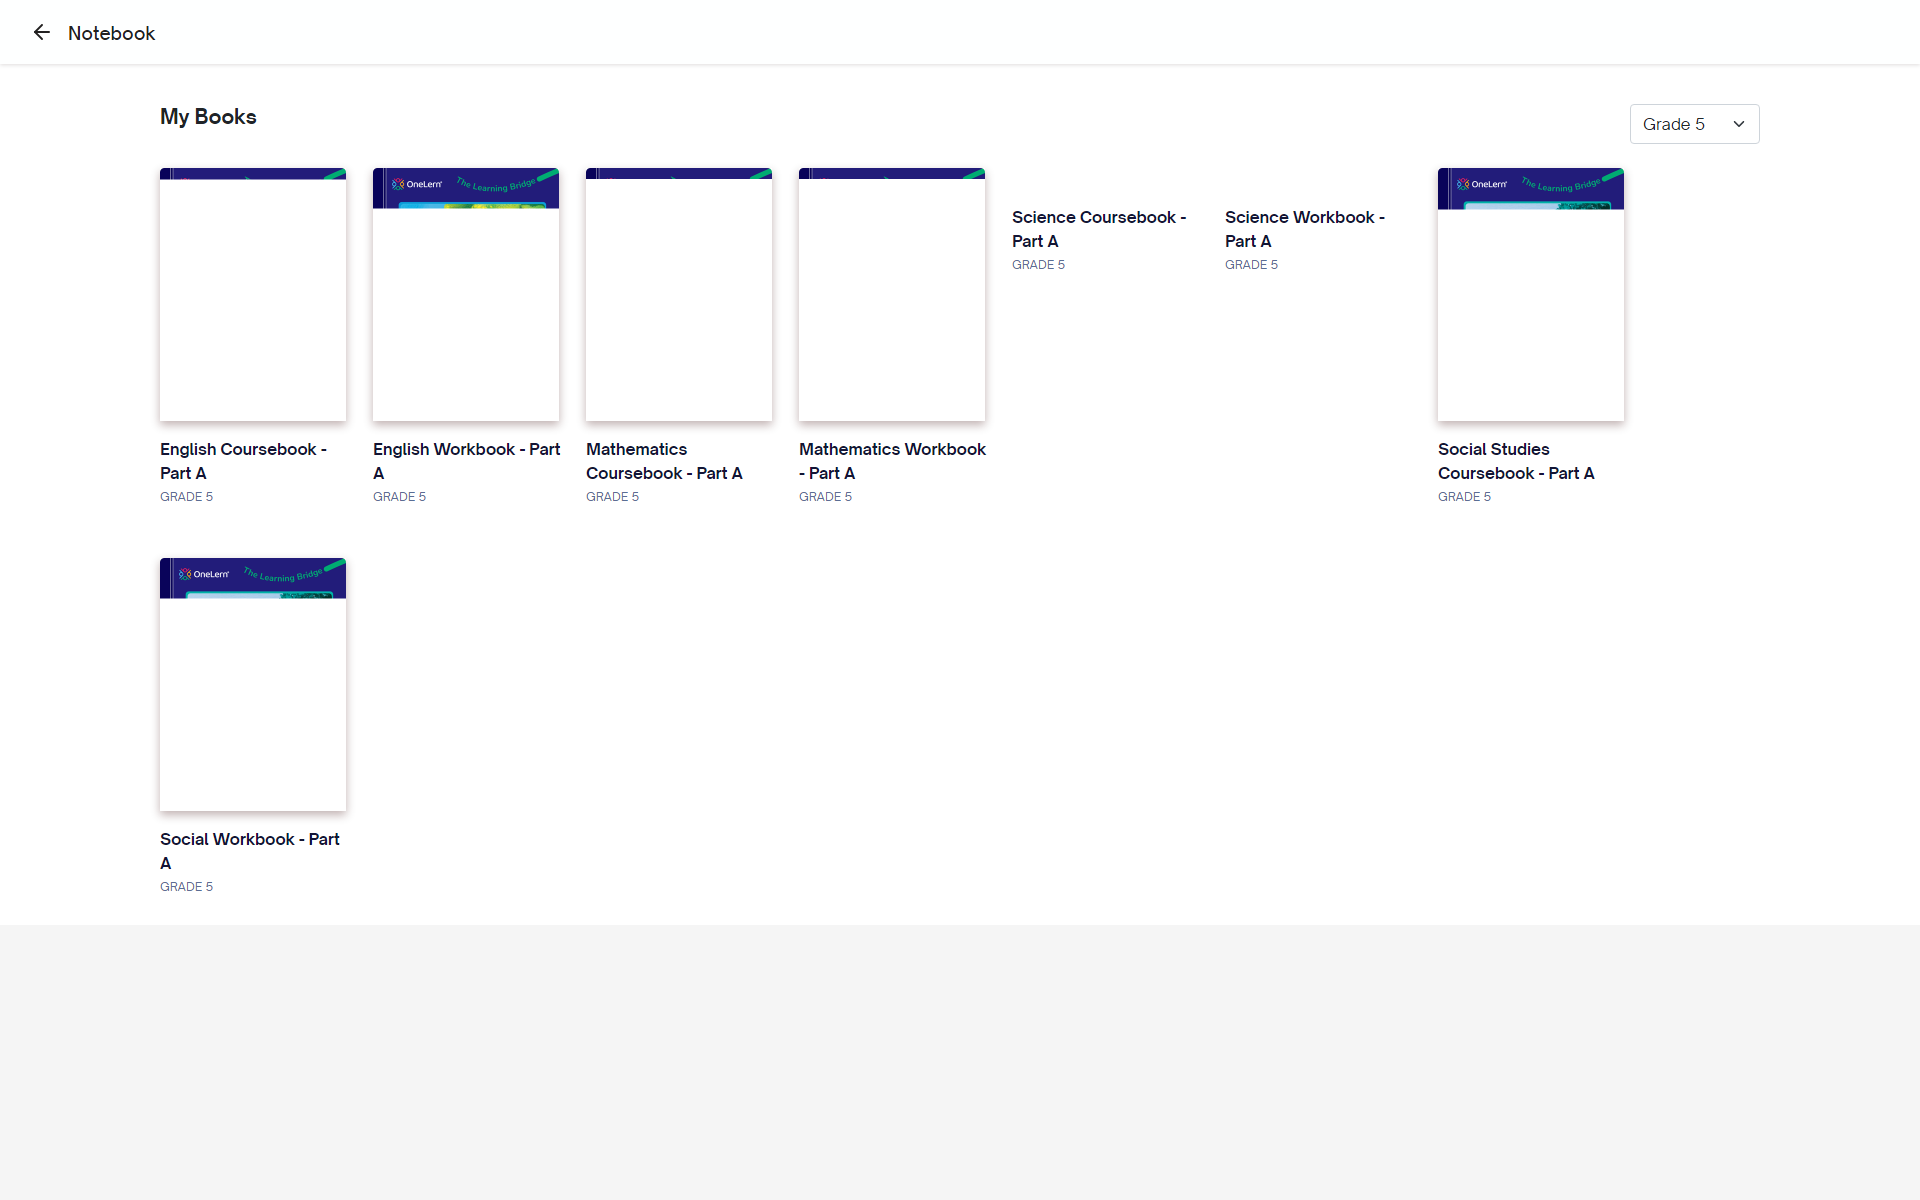 Notebook
My Books
Grade 5
OneLern
The Learning Bridge
OneLern
The Learning Bridge
English Coursebook -
Part A
GRADE 5
English Workbook - Part
A
GRADE 5
Mathematics
Coursebook - Part A
GRADE 5
Mathematics Workbook
- Part A
GRADE 5
Science Coursebook -
Part A
GRADE 5
Science Workbook -
Part A
GRADE 5
Social Studies
Coursebook - Part A
GRADE 5
OneLern
The Learning Bridge
Social Workbook - Part
A
GRADE 5